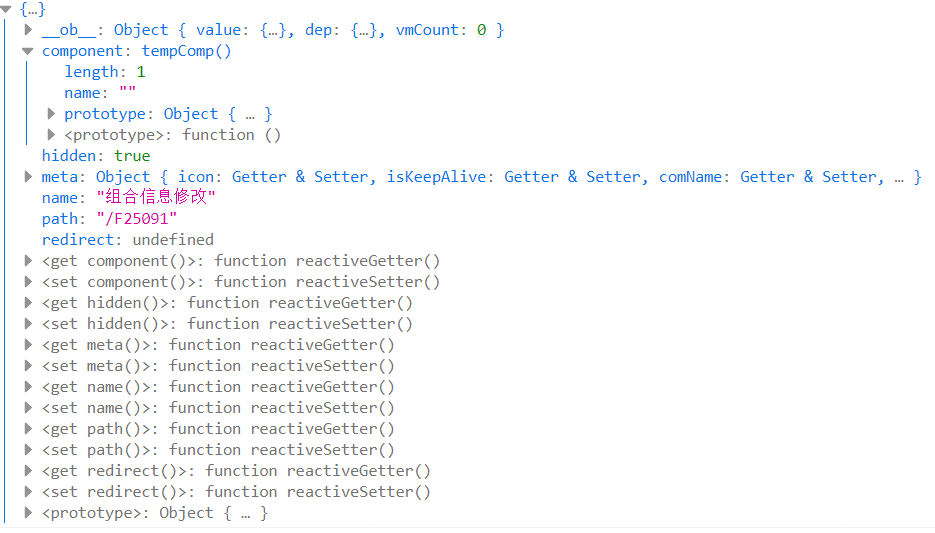 {…}
__ob__: Object { value: {…}, dep: {…}, vmCount: 0 }
component: tempComp()
length: 1
name: ""
prototype: Object { … }
<prototype>: function ()
hidden: true
meta: Object { icon: Getter & Setter, isKeepAlive: Getter & Setter, comName: Getter & Setter, … }
name: "组合信息修改"
path: "/F25091"
redirect: undefined
<get component()>: function reactiveGetter()
<set component()>: function reactiveSetter()
<get hidden()>: function reactiveGetter()
<set hidden()>: function reactiveSetter()
<get meta()>: function reactiveGetter()
<set meta()>: function reactiveSetter()
<get name()>: function reactiveGetter()
<set name()>: function reactiveSetter()
<get path()>: function reactiveGetter()
<set path()>: function reactiveSetter()
<get redirect()>: function reactiveGetter()
<set redirect()>: function reactiveSetter()
<prototype>: Object { … }